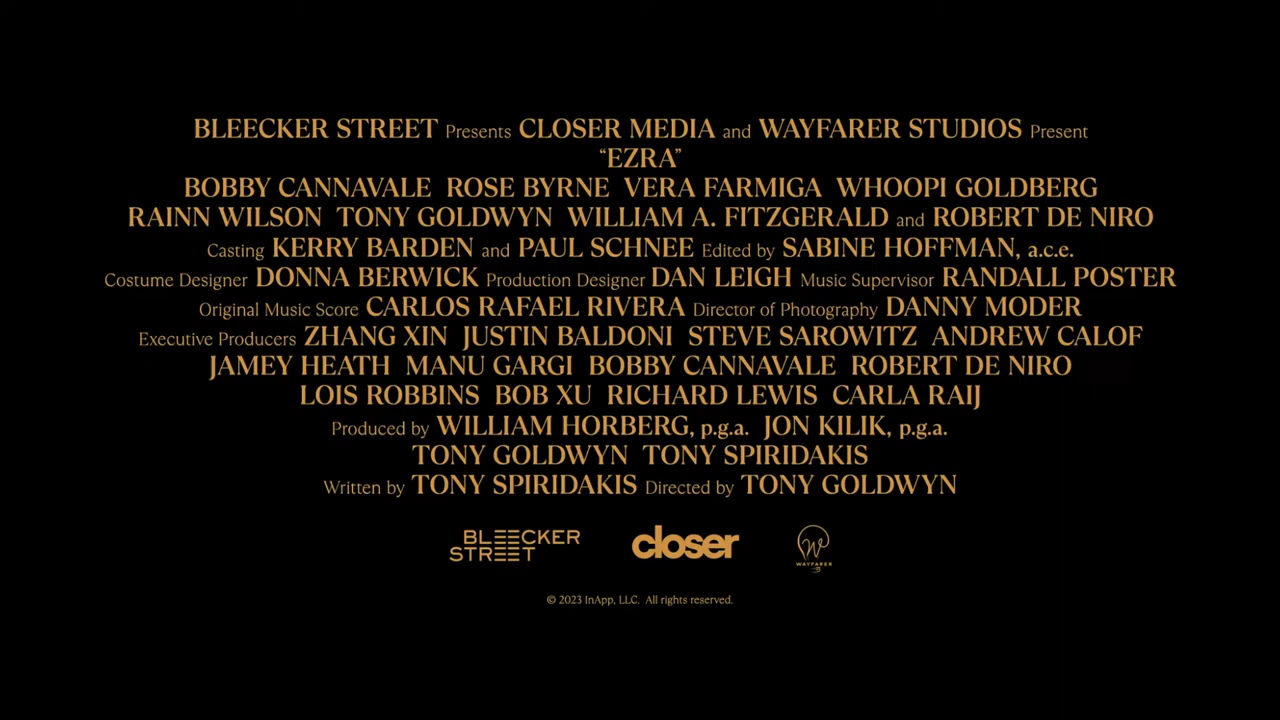 BLEECKER STREET Presents CLOSER MEDIA and WAYFARER STUDIOS Present
“EZRA”
BOBBY CANNAVALE ROSE BYRNE VERA FARMIGA WHOOPI GOLDBERG
RAINN WILSON TONY GOLDWYN WILLIAM A. FITZGERALD and ROBERT DE NIRO
Casting KERRY BARDEN and PAUL SCHNEE Edited by SABINE HOFFMAN, a.c.e.
Costume Designer DONNA BERWICK Production Designer DAN LEIGH Music Supervisor RANDALL POSTER
Original Music Score CARLOS RAFAEL RIVERA Director of Photography DANNY MODER
Executive Producers ZHANG XIN JUSTIN BALDONI STEVE SAROWITZ ANDREW CALOF
JAMEY HEATH MANU GARGI BOBBY CANNAVALE ROBERT DE NIRO
LOIS ROBBINS BOB XU RICHARD LEWIS CARLA RAIJ
Produced by WILLIAM HORBERG, p.g.a. JON KILIK, p.g.a.
TONY GOLDWYN TONY SPIRIDAKIS
Written by TONY SPIRIDAKIS Directed by TONY GOLDWYN
BLEECKER
STREET
closer
W
WAYFARER
© 2023 InApp, LLC. All rights reserved.